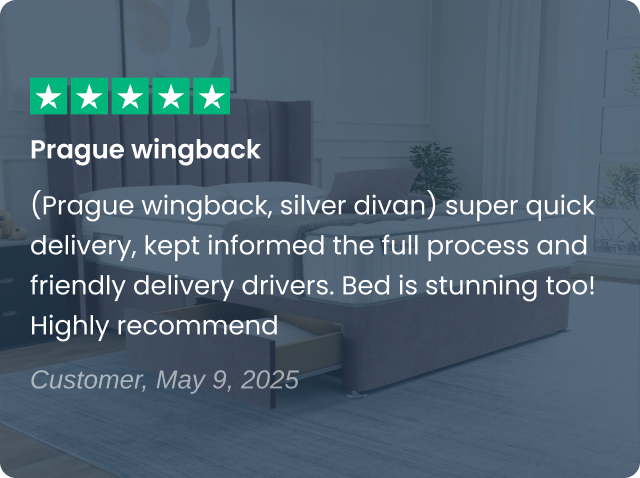 Prague wingback
(Prague wingback, silver divan) super quick
delivery, kept informed the full process and
friendly delivery drivers. Bed is stunning too!
Highly recommend
Customer, May 9, 2025